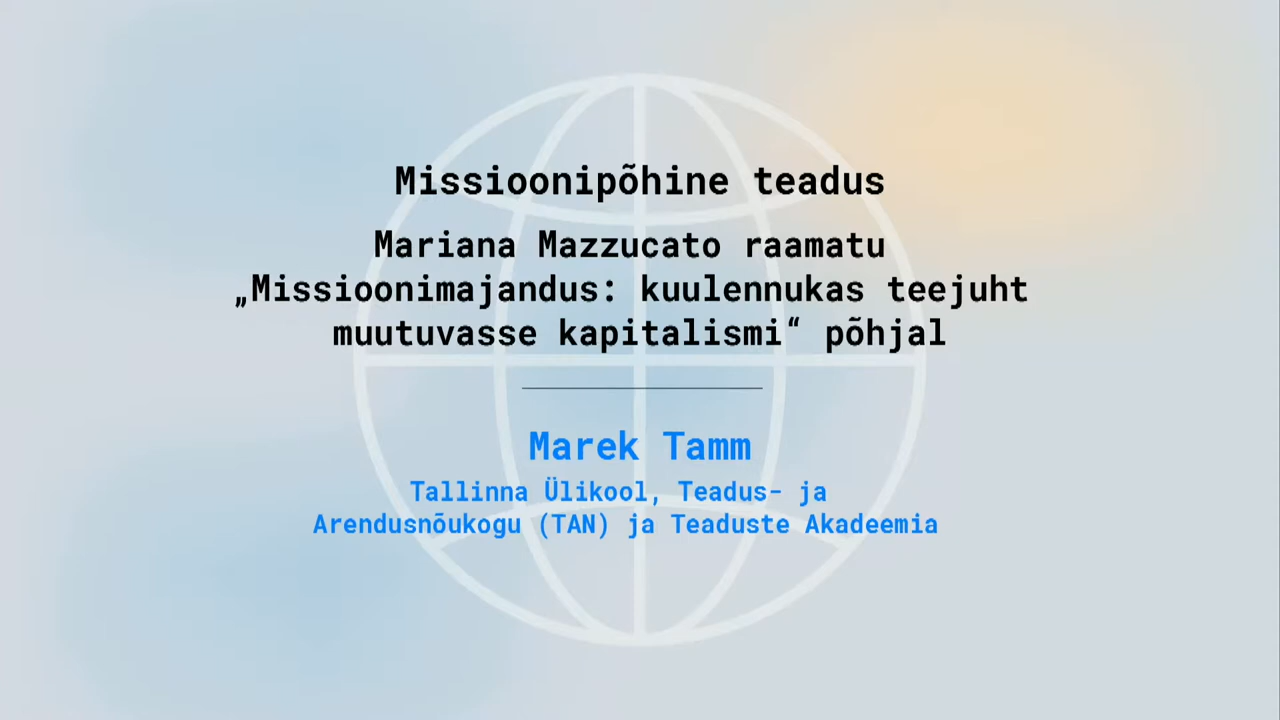 Missioonipõhine teadus
Mariana Mazzucato raamatu
„Missioonimajandus: kuulennukas teejuht
muutuvasse kapitalismi“ põhjal
Marek Tamm
Tallinna Ülikool, Teadus- ja
Arendusnõukogu (TAN) ja Teaduste Akadeemia